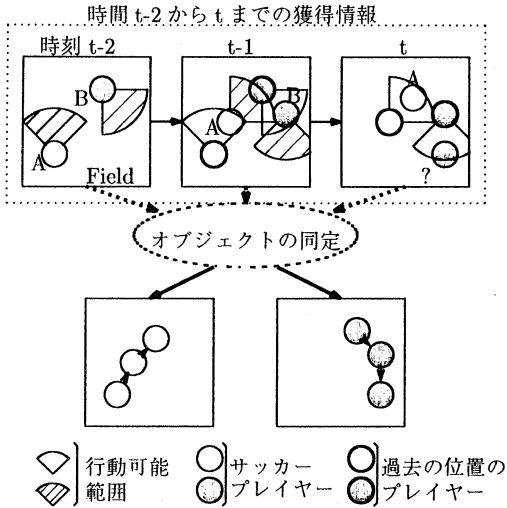 時間 t-2 から t までの獲得情報
時刻 t-2
t-1
t
B
A
Field
A
B
A
?
オブジェクトの同定
行動可能
範囲
サッカー
プレイヤー
過去の位置の
プレイヤー